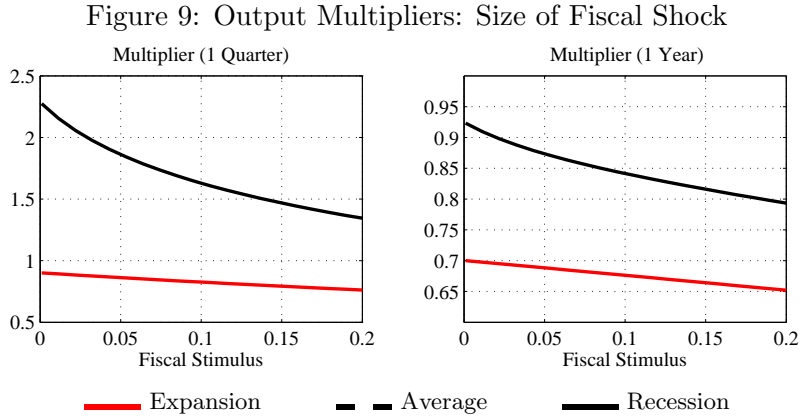 Figure 9: Output Multipliers: Size of Fiscal Shock
Multiplier (1 Quarter)
2.5
2
1.5
1
0.5
0 0.05 0.1 0.15 0.2
Fiscal Stimulus
Multiplier (1 Year)
0.95
0.9
0.85
0.8
0.75
0.7
0.65
0 0.05 0.1 0.15 0.2
Fiscal Stimulus
Expansion Average Recession